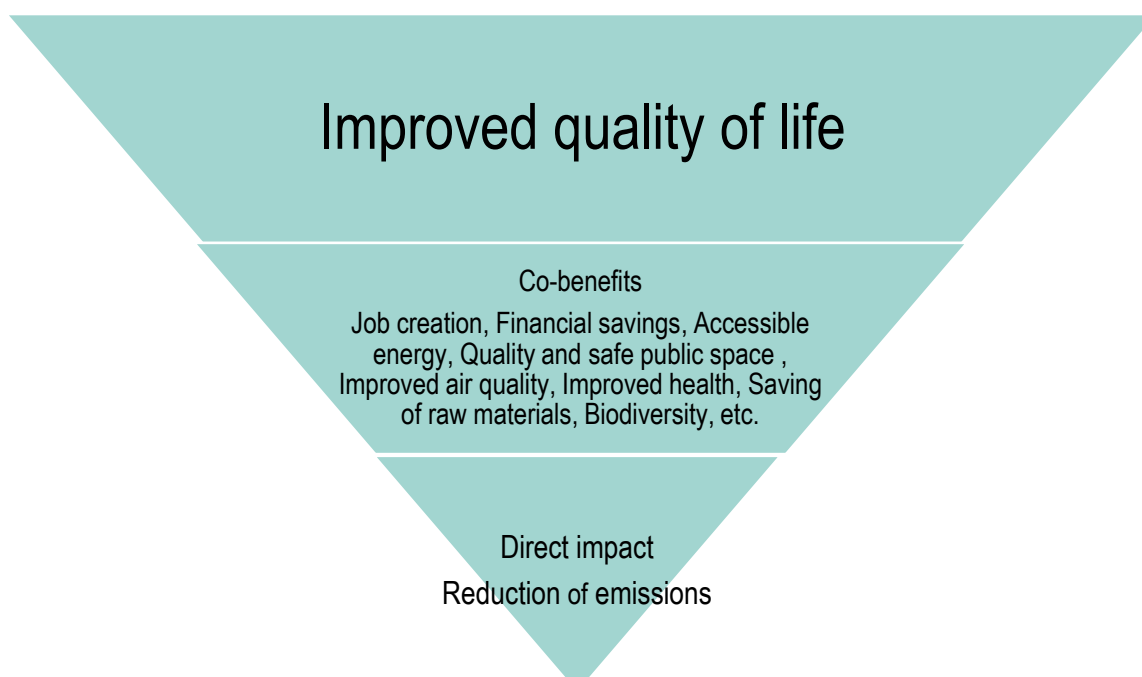 Improved quality of life
Co-benefits
Job creation, Financial savings, Accessible
energy, Quality and safe public space ,
Improved air quality, Improved health, Saving
of raw materials, Biodiversity, etc.
Direct impact
Reduction of emissions